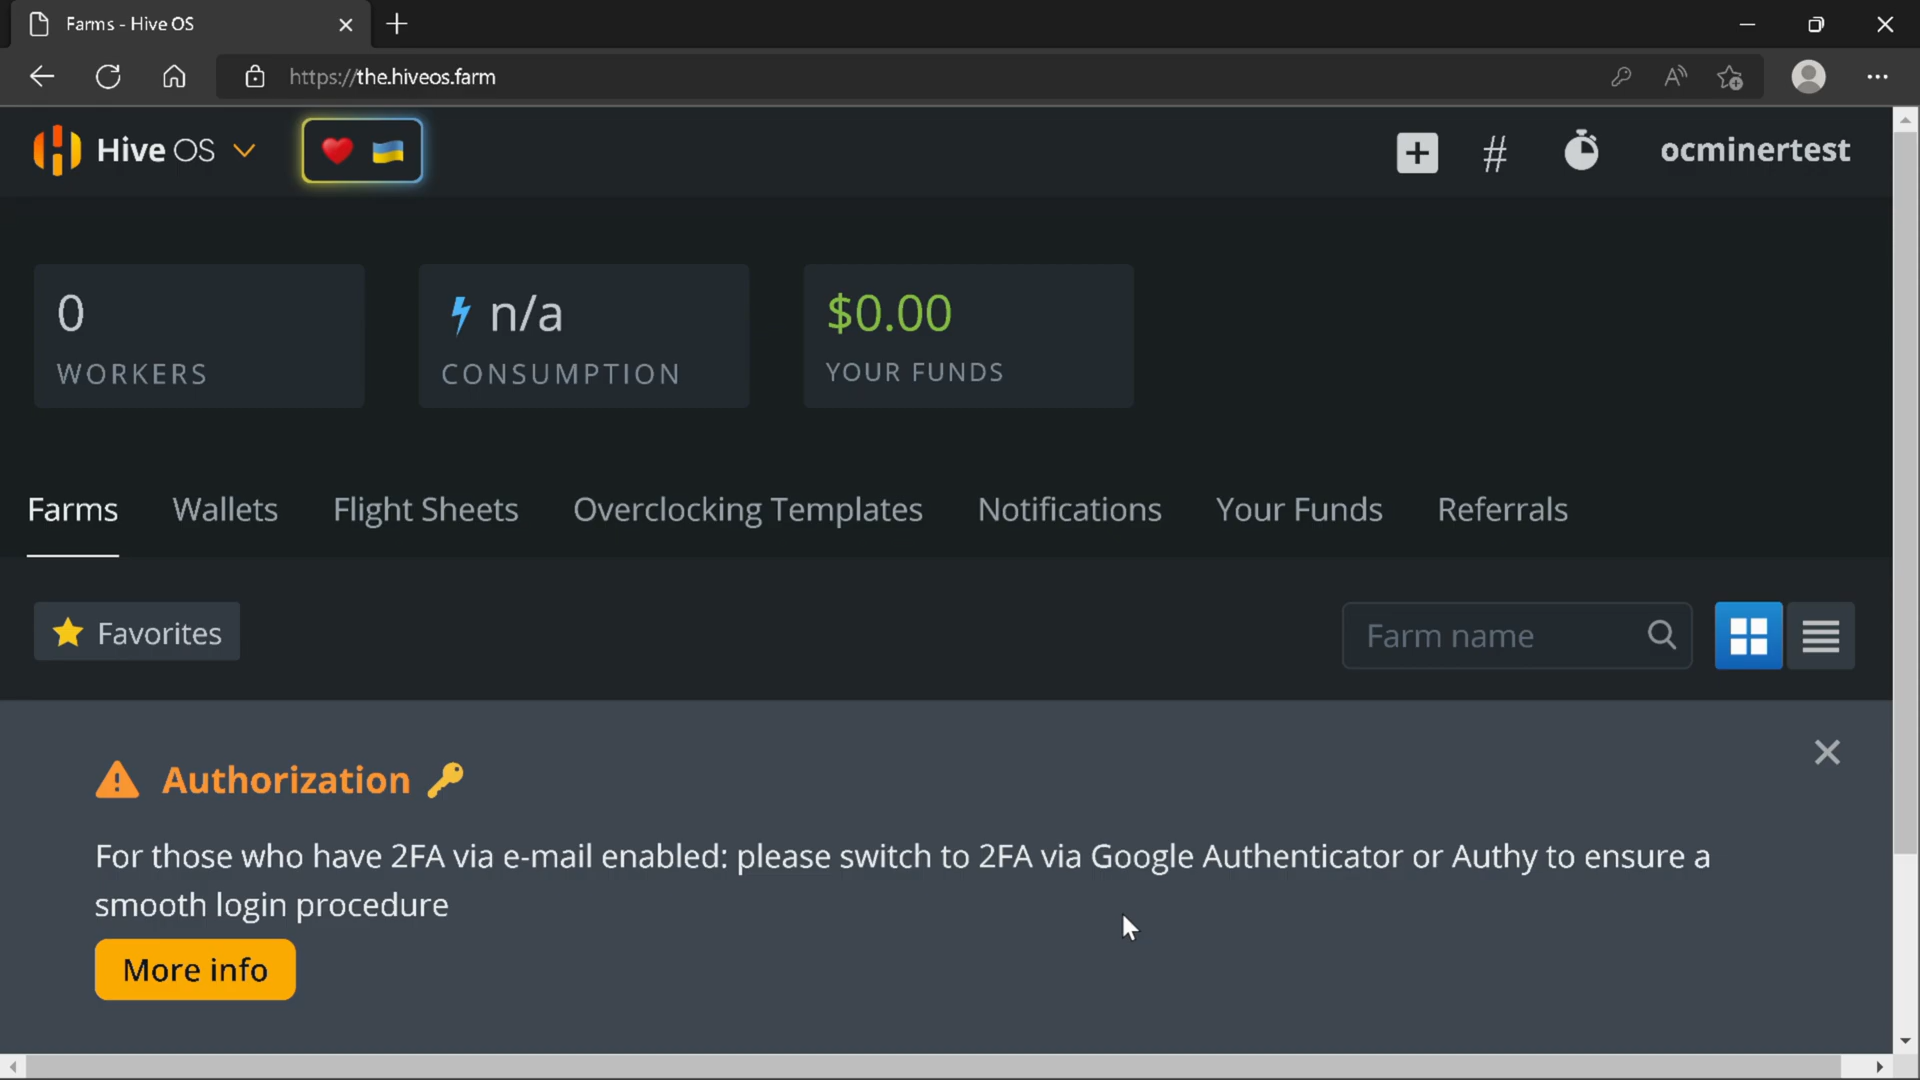 Farms - Hive OS
https://the.hiveos.farm
Hive OS
ocminertest
0
WORKERS
n/a
CONSUMPTION
$0.00
YOUR FUNDS
Farms Wallets Flight Sheets Overclocking Templates Notifications Your Funds Referrals
Favorites
Farm name
Authorization
For those who have 2FA via e-mail enabled: please switch to 2FA via Google Authenticator or Authy to ensure a
smooth login procedure
More info